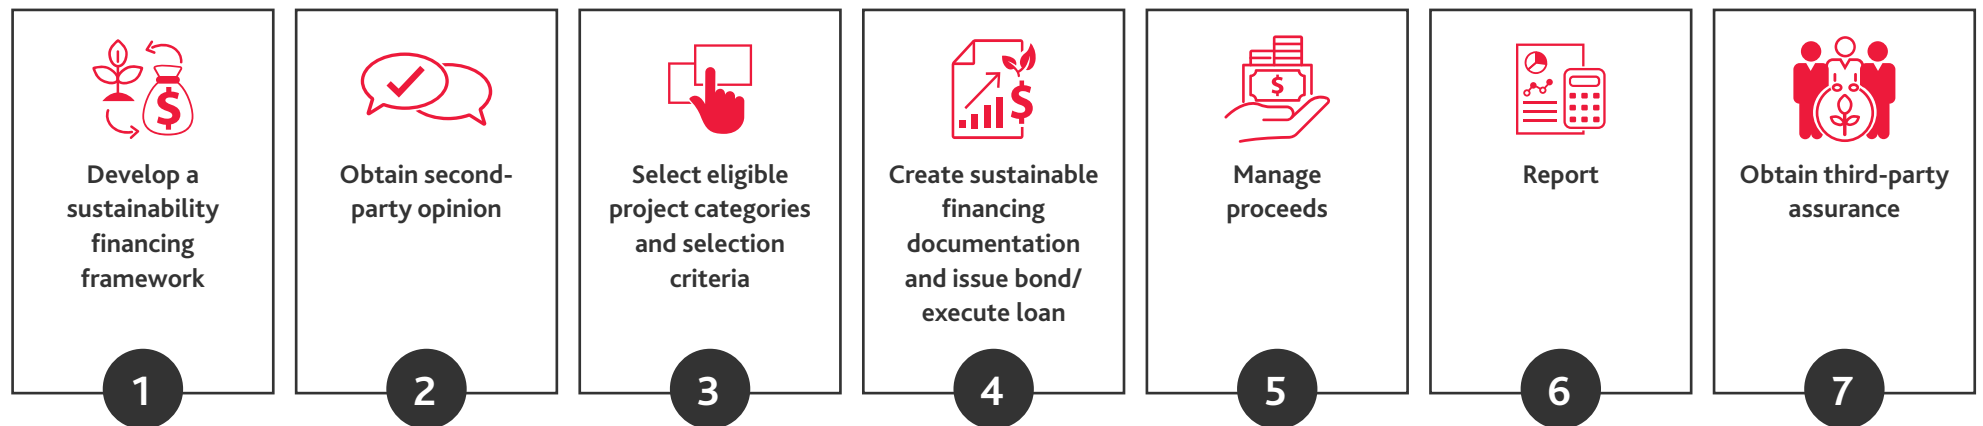 $
Develop a
sustainability
financing
framework
1
Obtain second-
party opinion
2
Select eligible
project categories
and selection
criteria
3
$
Create sustainable
financing
documentation
and issue bond/
execute loan
4
$
Manage
proceeds
5
Report
6
Obtain third-party
assurance
7